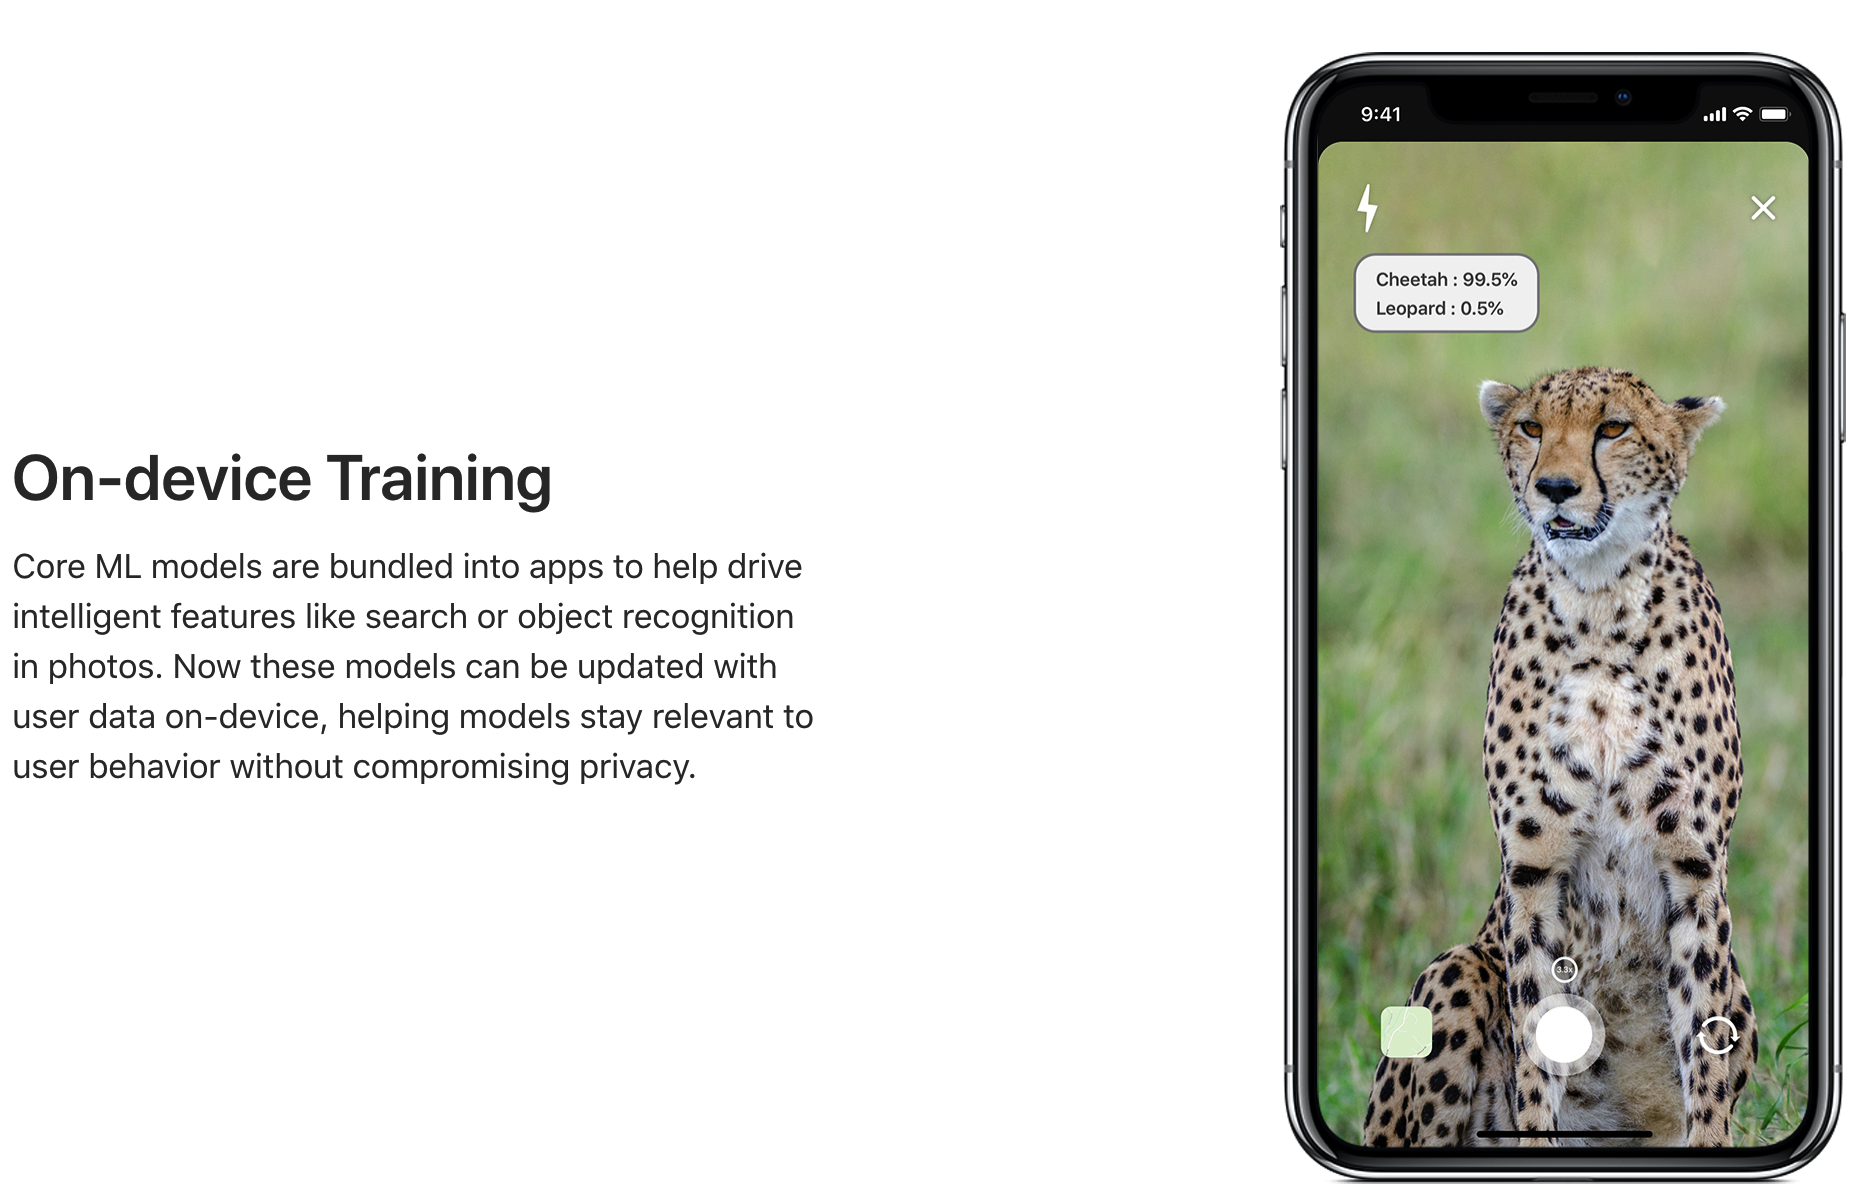 On-device Training
Core ML models are bundled into apps to help drive
intelligent features like search or object recognition
in photos. Now these models can be updated with
user data on-device, helping models stay relevant to
user behavior without compromising privacy.
9:41
Cheetah : 99.5%
Leopard : 0.5%
3.3x